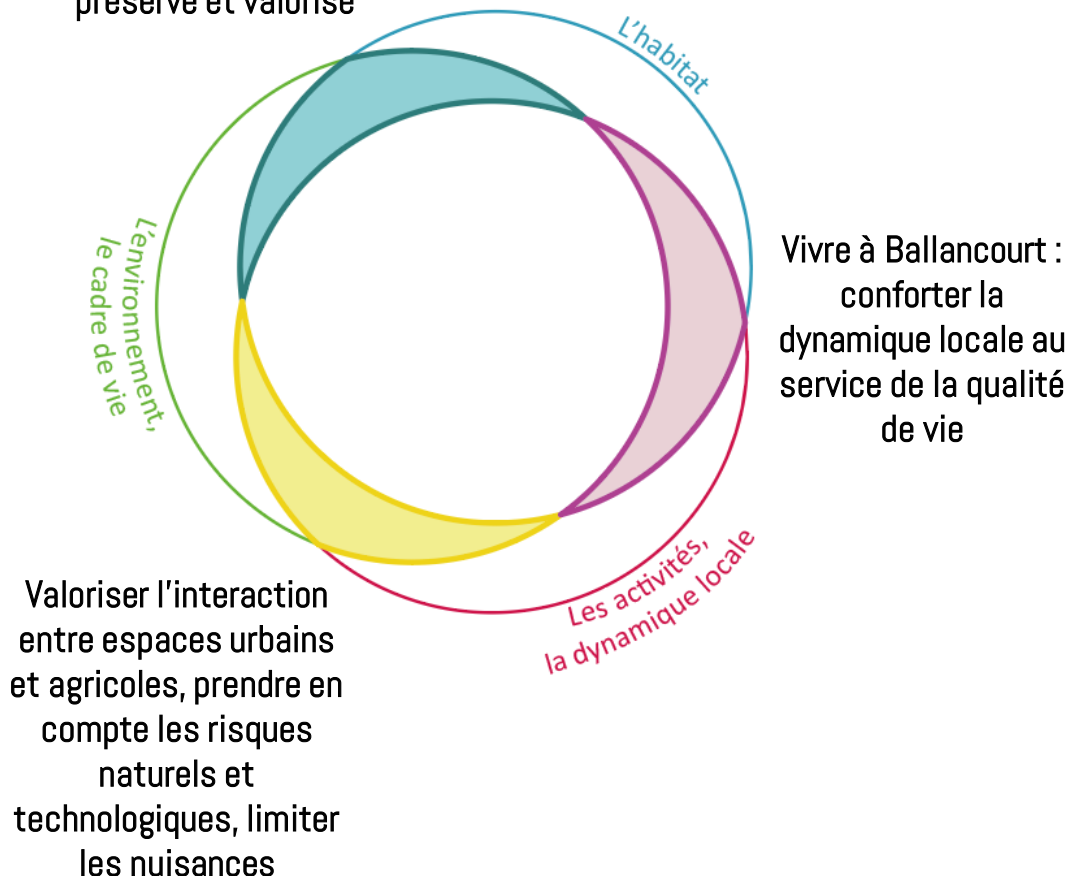 préservé et valorisé
L'habitat
L'environnement,
le cadre de vie
Vivre à Ballancourt :
conforter la
dynamique locale au
service de la qualité
de vie
Les activités,
la dynamique locale
Valoriser l'interaction
entre espaces urbains
et agricoles, prendre en
compte les risques
naturels et
technologiques, limiter
les nuisances